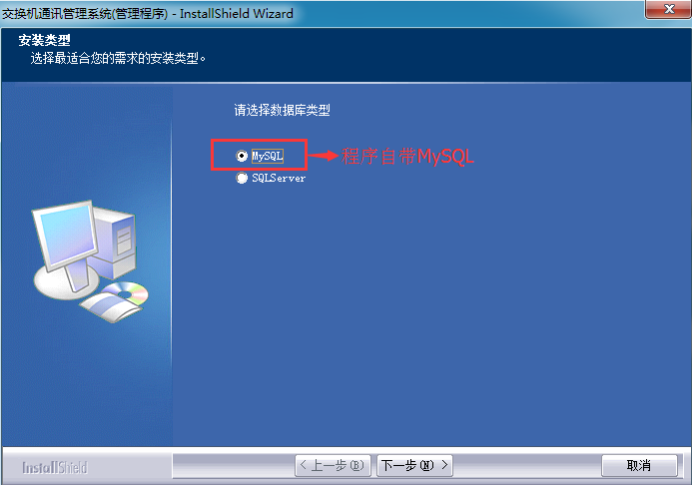 交换机通讯管理系统(管理程序) - InstallShield Wizard
安装类型
选择最适合您的需求的安装类型。
请选择数据库类型
MySQL
程序自带MySQL
SQLServer
InstallShield
< 上一步(B)
下一步(N) >
取消